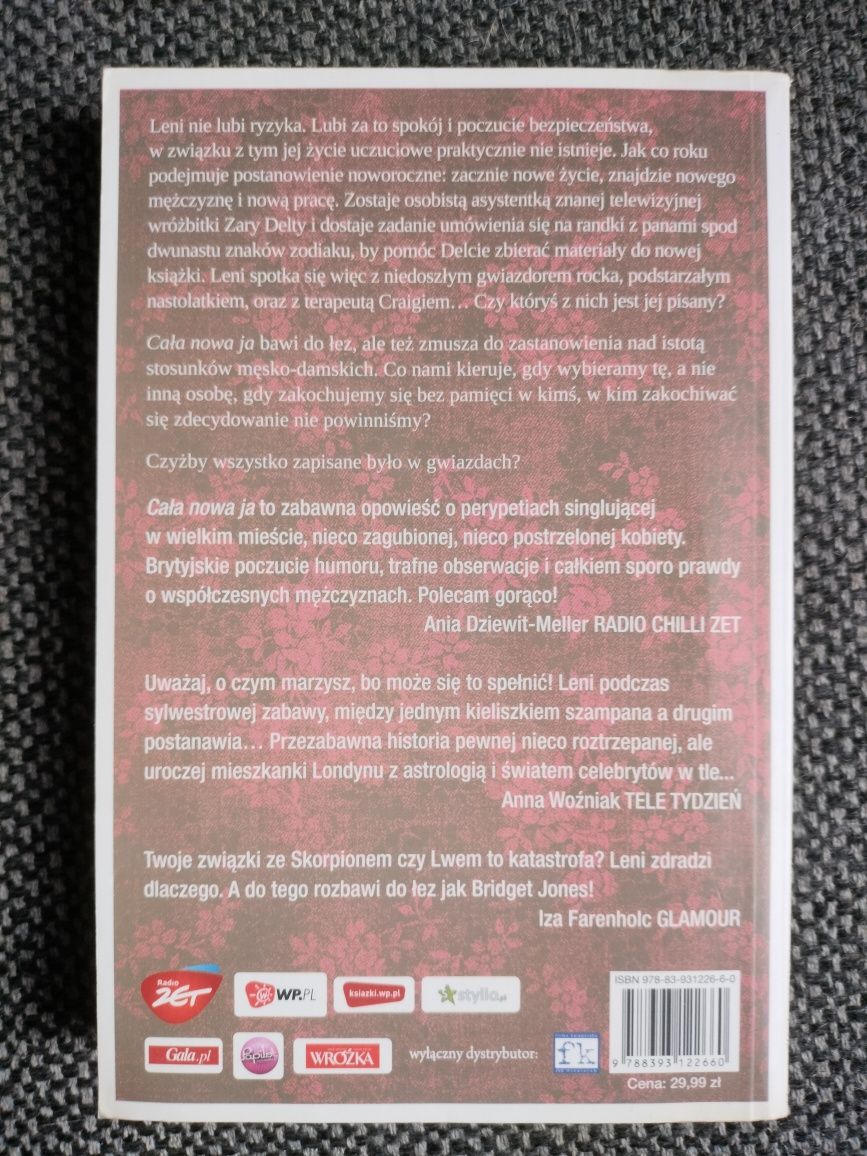 Leni nie lubi ryzyka. Lubi za to spokój i poczucie bezpieczeństwa,
w związku z tym jej życie uczuciowe praktycznie nie istnieje. Jak co roku
podejmuje postanowienie noworoczne: zacznie nowe życie, znajdzie nowego
mężczyznę i nową pracę. Zostaje osobistą asystentką znanej telewizyjnej
wróżbitki Zary Delty i dostaje zadanie umówienia się na randki z panami spod
dwunastu znaków zodiaku, by pomóc Delcie zbierać materiały do nowej
książki. Leni spotka się więc z niedoszłym gwiazdorem rocka, podstarzałym
nastolatkiem, oraz z terapeutą Craigiem… Czy któryś z nich jest jej pisany?
Cała nowa ja bawi do łez, ale też zmusza do zastanowienia nad istotą
stosunków męsko-damskich. Co nami kieruje, gdy wybieramy tę, a nie
inną osobę, gdy zakochujemy się bez pamięci w kimś, w kim zakochiwać
się zdecydowanie nie powinniśmy?
Czyżby wszystko zapisane było w gwiazdach?
Cała nowa ja to zabawna opowieść o perypetiach singlującej
w wielkim mieście, nieco zagubionej, nieco postrzelonej kobiety.
Brytyjskie poczucie humoru, trafne obserwacje i całkiem sporo prawdy
o współczesnych mężczyznach. Polecam gorąco!
Ania Dziewit-Meller RADIO CHILLI ZET
Uważaj, o czym marzysz, bo może się to spełnić! Leni podczas
sylwestrowej zabawy, między jednym kieliszkiem szampana a drugim
postanawia… Przezabawna historia pewnej nieco roztrzepanej, ale
uroczej mieszkanki Londynu z astrologią i światem celebrytów w tle...
Anna Woźniak TELE TYDZIEŃ
Twoje związki ze Skorpionem czy Lwem to katastrofa? Leni zdradzi
dlaczego. A do tego rozbawi do łez jak Bridget Jones!
Iza Farenholc GLAMOUR
Radio ZET
WP.PL
ksiazki.wp.pl
styllo.pl
ISBN 978-83-931226-6-0
Gala.pl
WRÓŻKA
wyłączny dystrybutor:
fk
9 788393 122660
Cena: 29,99 zł